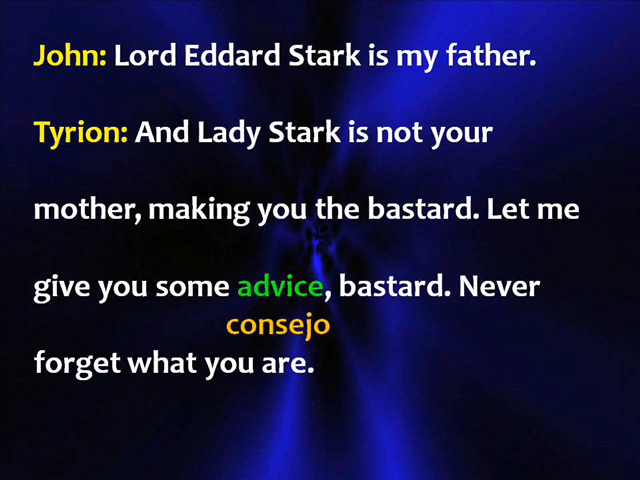 John: Lord Eddard Stark is my father.
Tyrion: And Lady Stark is not your
mother, making you the bastard. Let me
give you some advice, bastard. Never
consejo
forget what you are.